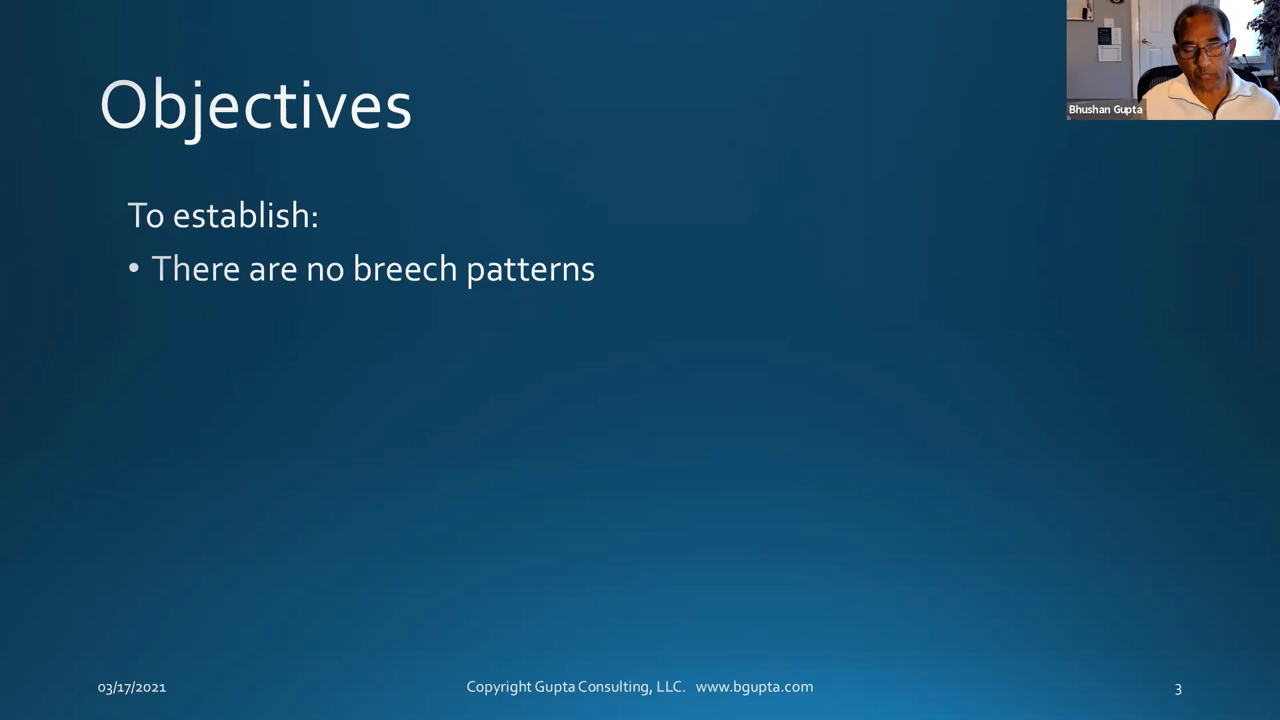 Objectives
Bhushan Gupta
To establish:
• There are no breech patterns
03/17/2021
Copyright Gupta Consulting, LLC. www.bgupta.com
3